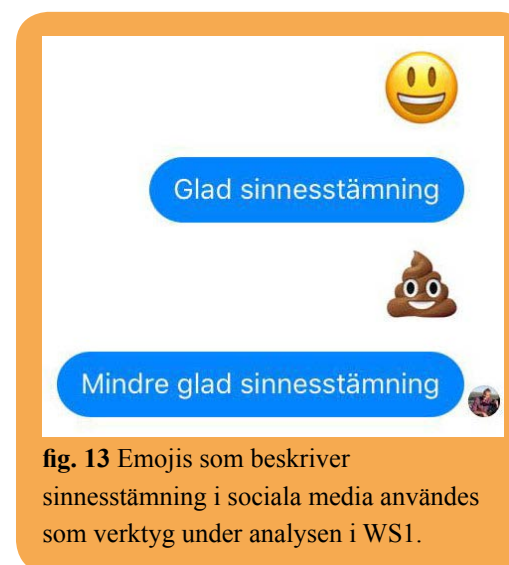 Glad sinnesstämning
Mindre glad sinnesstämning
fig. 13 Emojis som beskriver
sinnesstämning i sociala media användes
som verktyg under analysen i WS1.